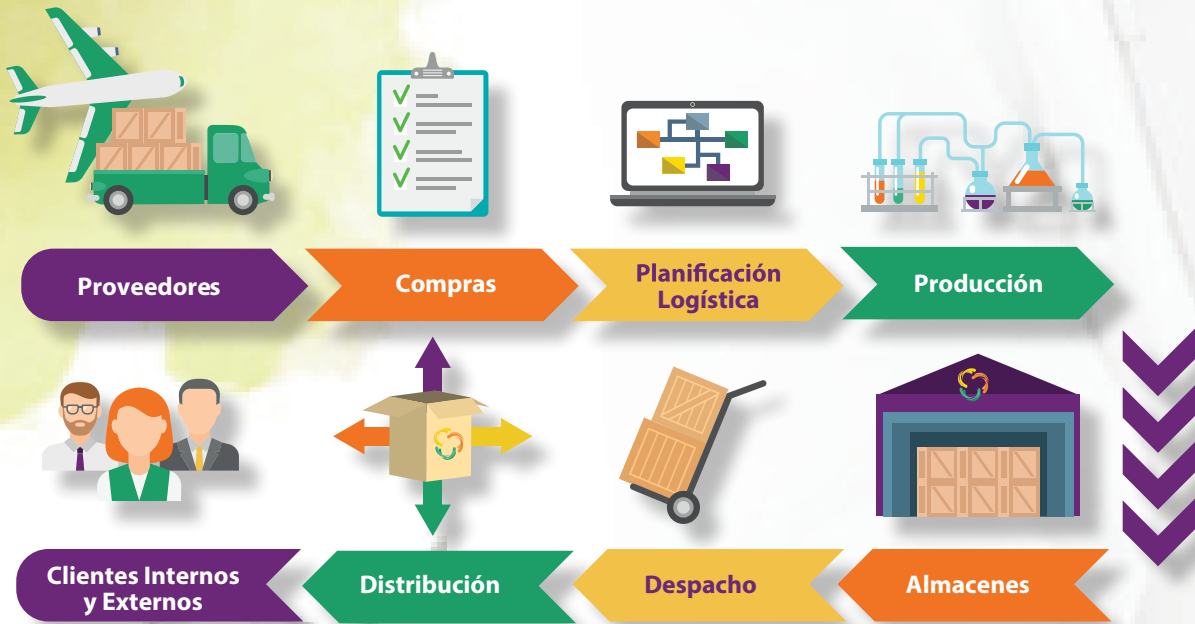 Proveedores
Compras
Planificación
Logística
Producción
Clientes Internos
y Externos
Distribución
Despacho
Almacenes